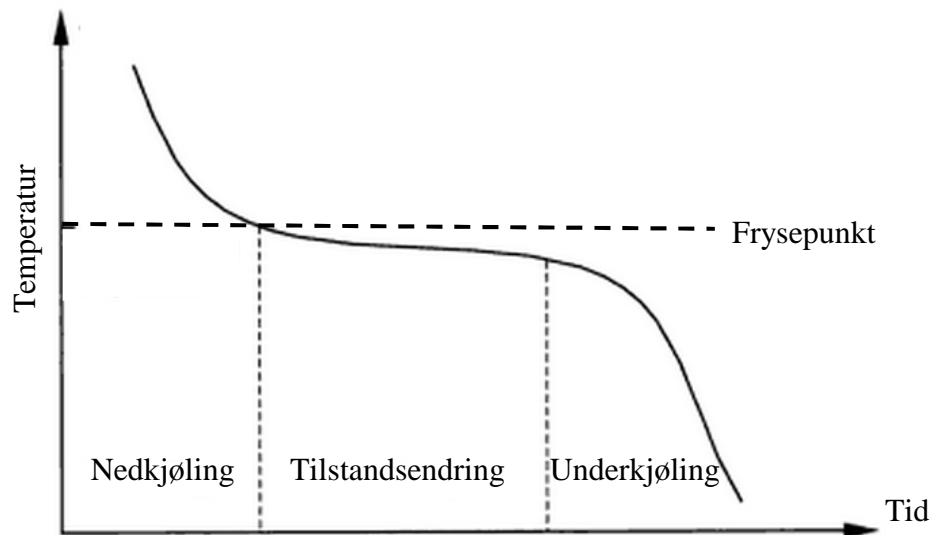 Temperatur
Frysepunkt
Nedkjøling
Tilstandsendring
Underkjøling
Tid